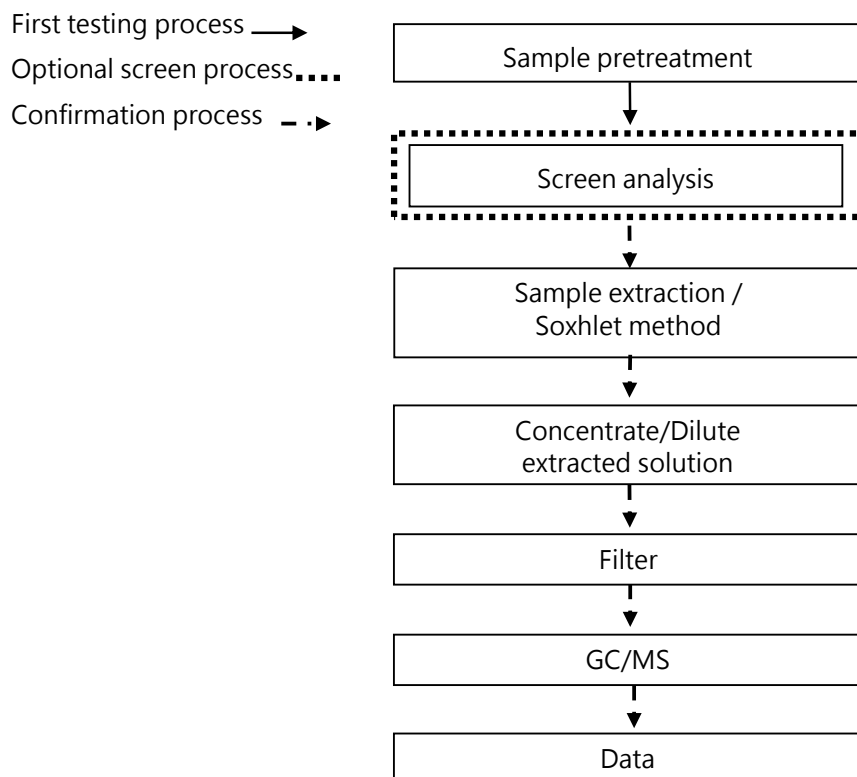 First testing process
Optional screen process
Confirmation process
Sample pretreatment
Screen analysis
Sample extraction /
Soxhlet method
Concentrate/Dilute
extracted solution
Filter
GC/MS
Data